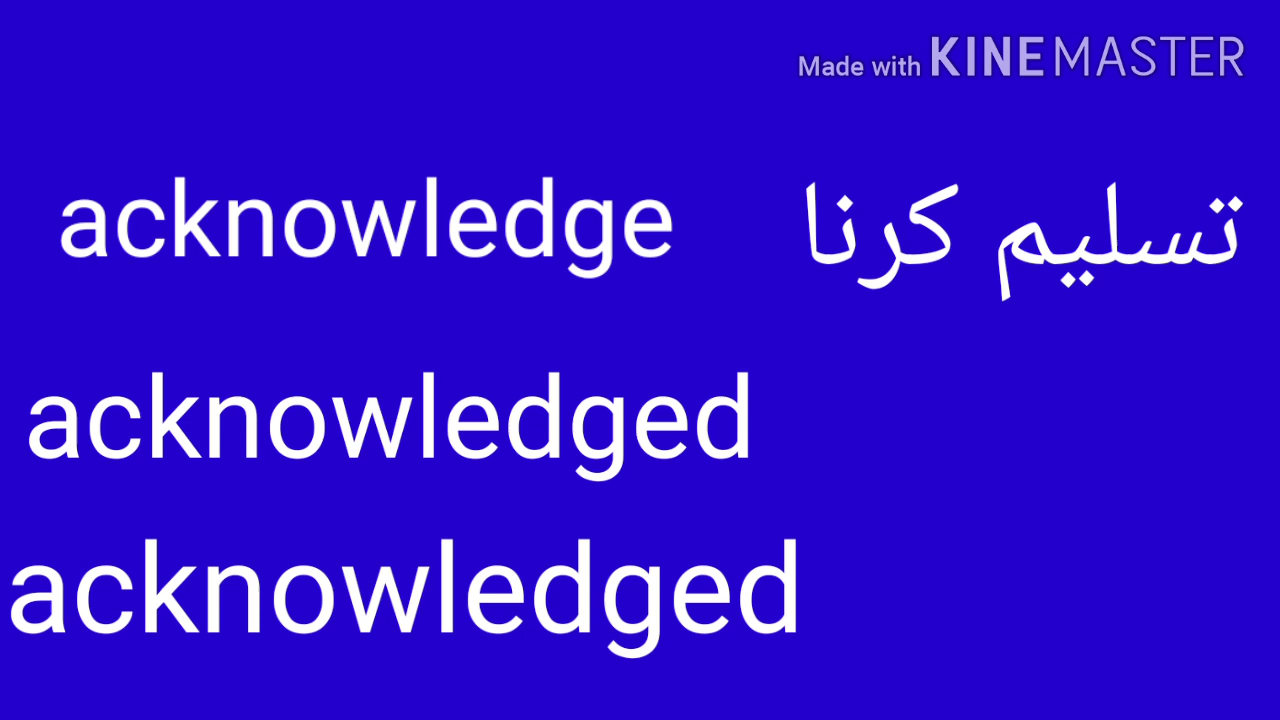 Made with KINEMASTER
acknowledge تسلیم کرنا
acknowledged
acknowledged